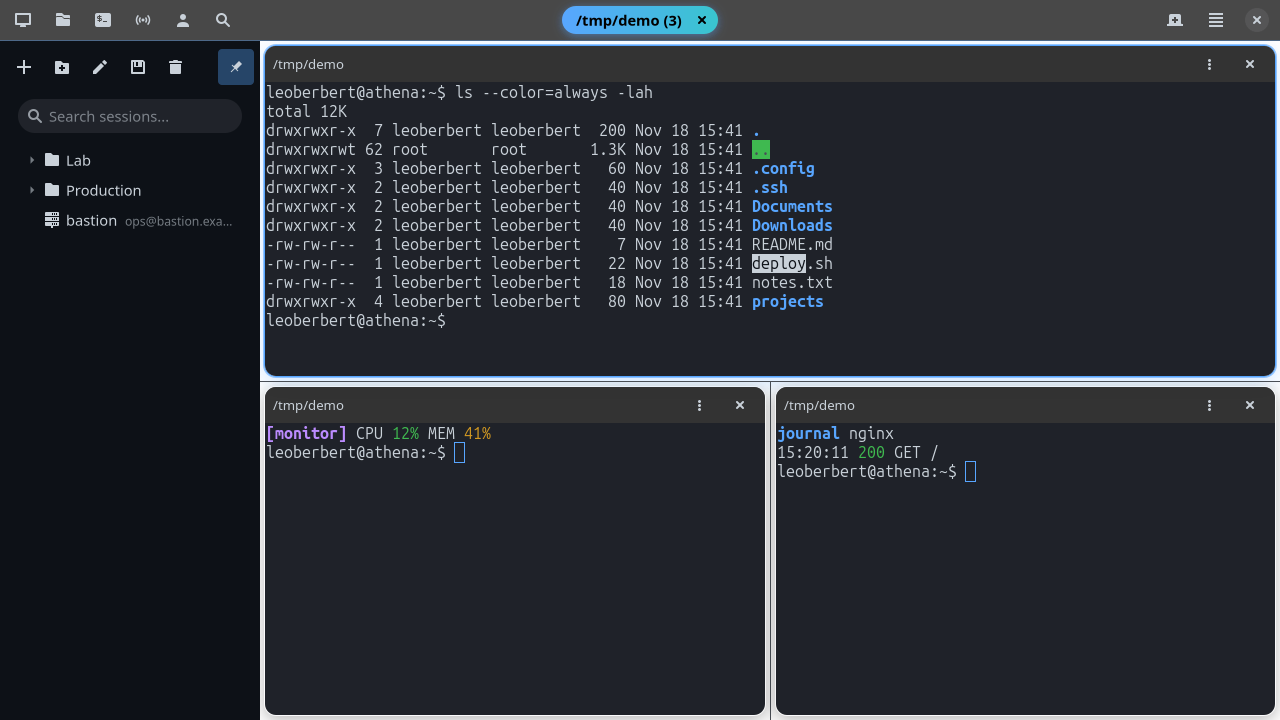 /tmp/demo (3)
Search sessions...
Lab
Production
bastion ops@bastion.exa...
/tmp/demo
leoberbert@athena:~$ ls --color=always -lah
total 12K
drwxrwxr-x  7 leoberbert leoberbert  200 Nov 18 15:41 .
drwxrwxrwt 62 root       root       1.3K Nov 18 15:41 ..
drwxrwxr-x  3 leoberbert leoberbert   60 Nov 18 15:41 .config
drwxrwxr-x  2 leoberbert leoberbert   40 Nov 18 15:41 .ssh
drwxrwxr-x  2 leoberbert leoberbert   40 Nov 18 15:41 Documents
drwxrwxr-x  2 leoberbert leoberbert   40 Nov 18 15:41 Downloads
-rw-rw-r--  1 leoberbert leoberbert    7 Nov 18 15:41 README.md
-rw-rw-r--  1 leoberbert leoberbert   22 Nov 18 15:41 deploy.sh
-rw-rw-r--  1 leoberbert leoberbert   18 Nov 18 15:41 notes.txt
drwxrwxr-x  4 leoberbert leoberbert   80 Nov 18 15:41 projects
leoberbert@athena:~$
/tmp/demo
[monitor] CPU 12% MEM 41%
leoberbert@athena:~$
/tmp/demo
journal nginx
15:20:11 200 GET /
leoberbert@athena:~$